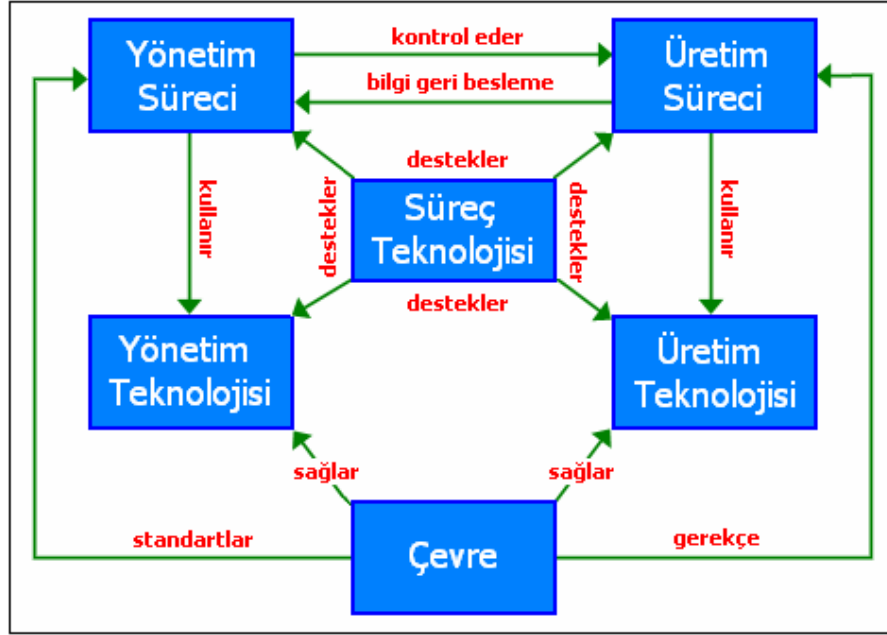 Yönetim
Süreci
kontrol eder
bilgi geri besleme
Üretim
Süreci
kullanır
destekler
destekler
Süreç
Teknolojisi
destekler
destekler
kullanır
Yönetim
Teknolojisi
Üretim
Teknolojisi
sağlar
sağlar
standartlar
Çevre
gerekçe